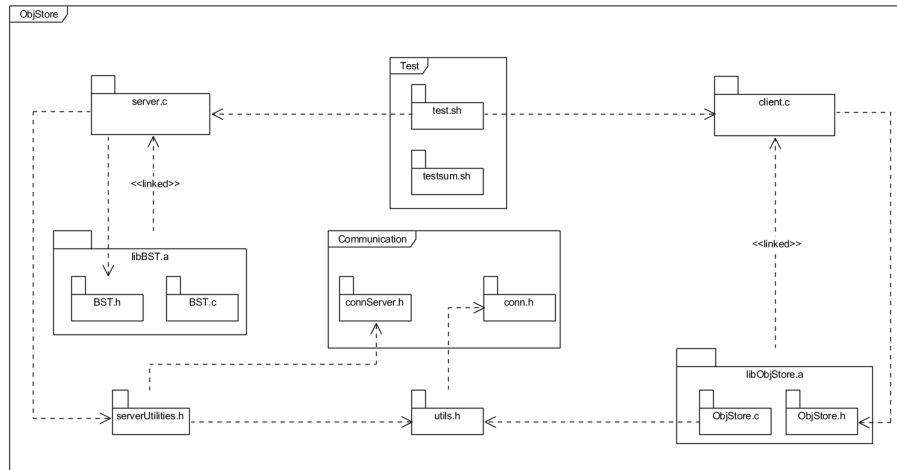 ObjStore
Test
server.c
test.sh
client.c
testsum.sh
<<linked>>
Communication
<<linked>>
libBST.a
BST.h
BST.c
connServer.h
conn.h
libObjStore.a
serverUtilities.h
utils.h
ObjStore.c
ObjStore.h